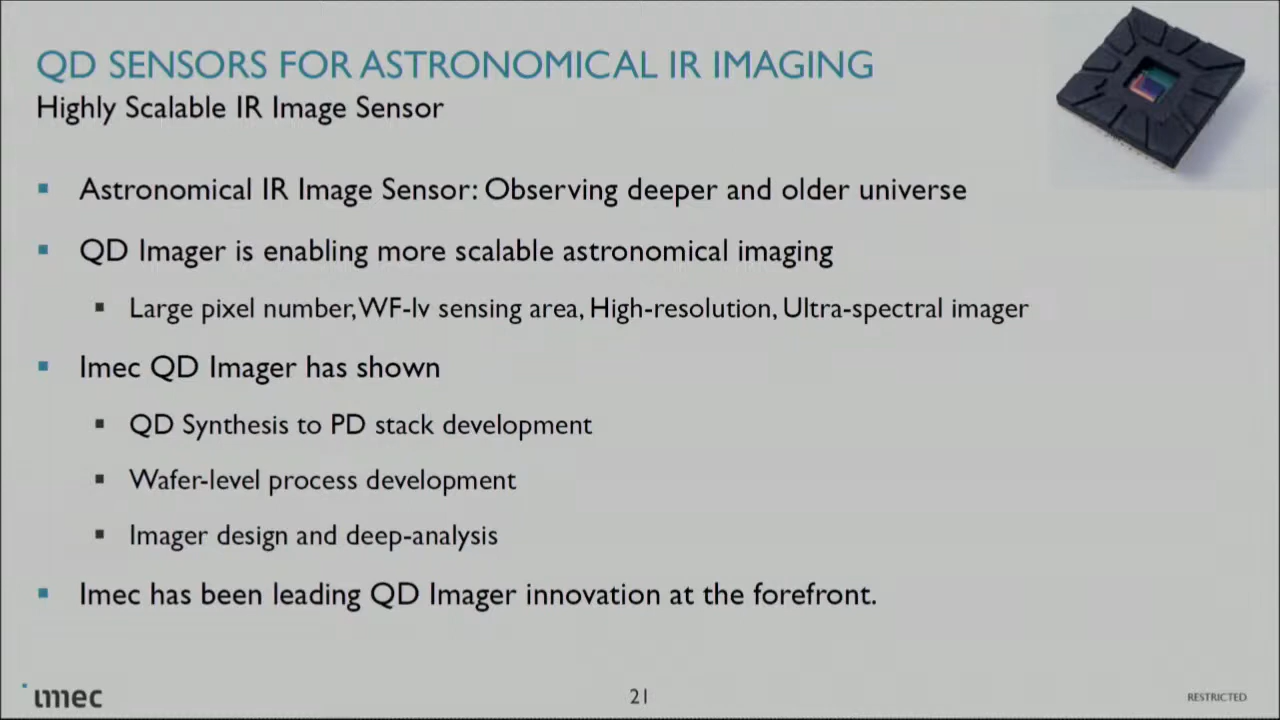 QD SENSORS FOR ASTRONOMICAL IR IMAGING
Highly Scalable IR Image Sensor
Astronomical IR Image Sensor: Observing deeper and older universe
QD Imager is enabling more scalable astronomical imaging
Large pixel number, WF-lv sensing area, High-resolution, Ultra-spectral imager
Imec QD Imager has shown
QD Synthesis to PD stack development
Wafer-level process development
Imager design and deep-analysis
Imec has been leading QD Imager innovation at the forefront.
imec
21
RESTRICTED